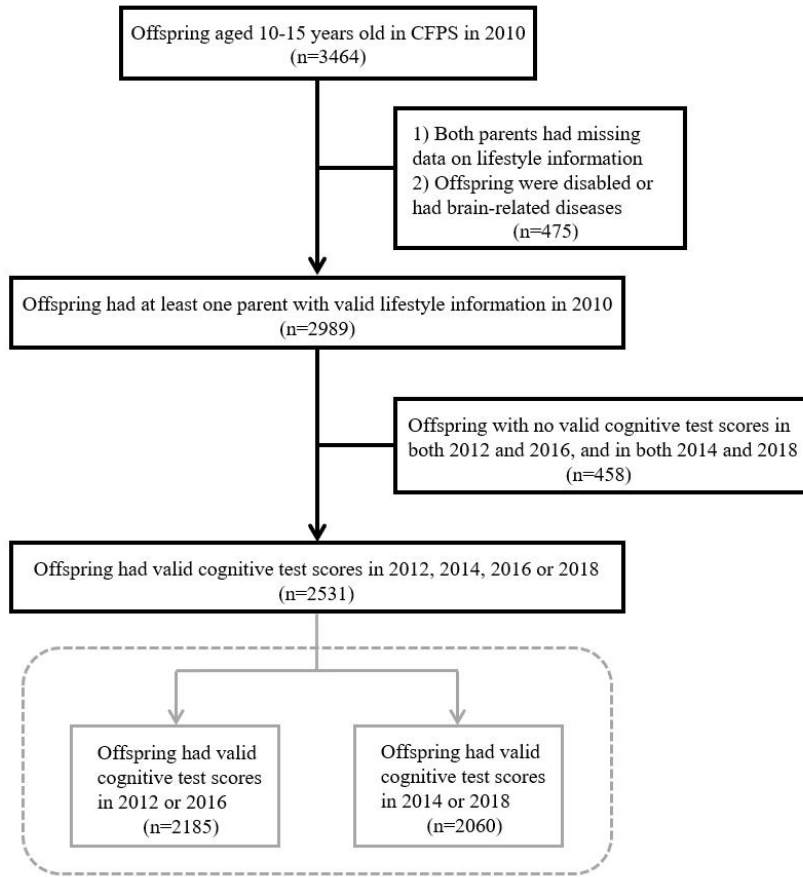 Offspring aged 10-15 years old in CFPS in 2010
(n=3464)
1) Both parents had missing
data on lifestyle information
2) Offspring were disabled or
had brain-related diseases
(n=475)
Offspring had at least one parent with valid lifestyle information in 2010
(n=2989)
Offspring with no valid cognitive test scores in
both 2012 and 2016, and in both 2014 and 2018
(n=458)
Offspring had valid cognitive test scores in 2012, 2014, 2016 or 2018
(n=2531)
Offspring had valid
cognitive test scores
in 2012 or 2016
(n=2185)
Offspring had valid
cognitive test scores
in 2014 or 2018
(n=2060)